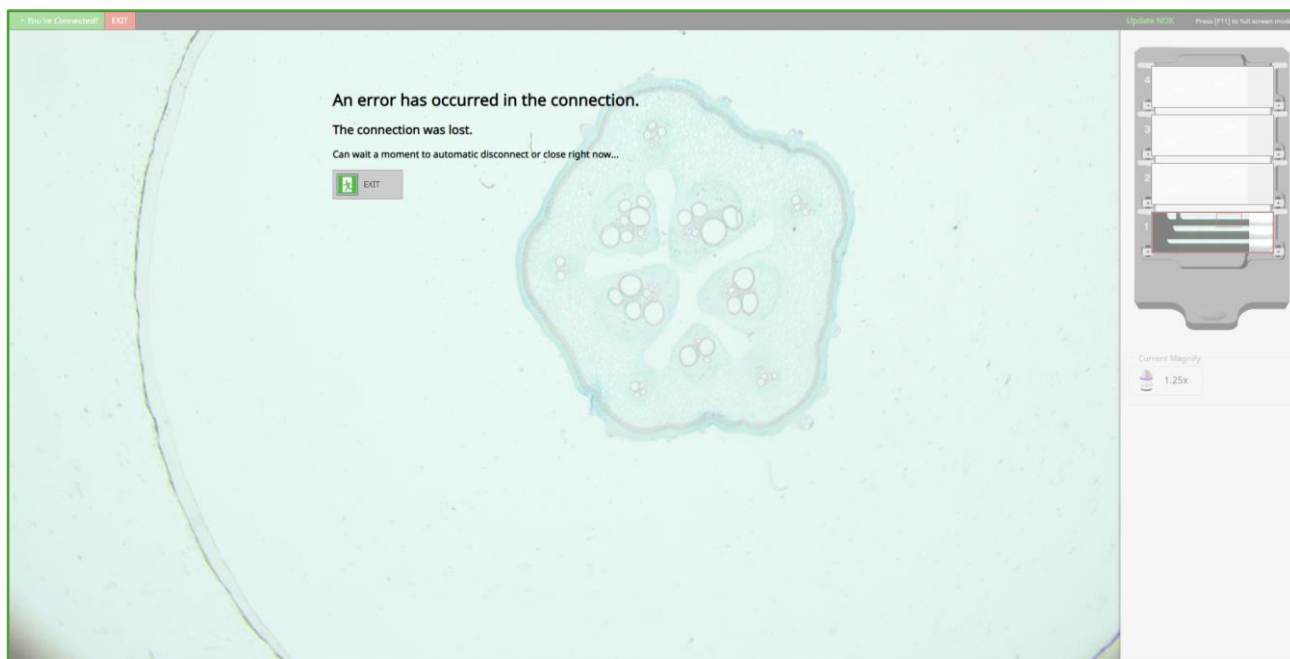 • You're Connected! EXIT
Update NOK
Press [F11] to full screen mode
An error has occurred in the connection.
The connection was lost.
Can wait a moment to automatic disconnect or close right now...
EXIT
4
3
2
1
Current Magnify
1.25x